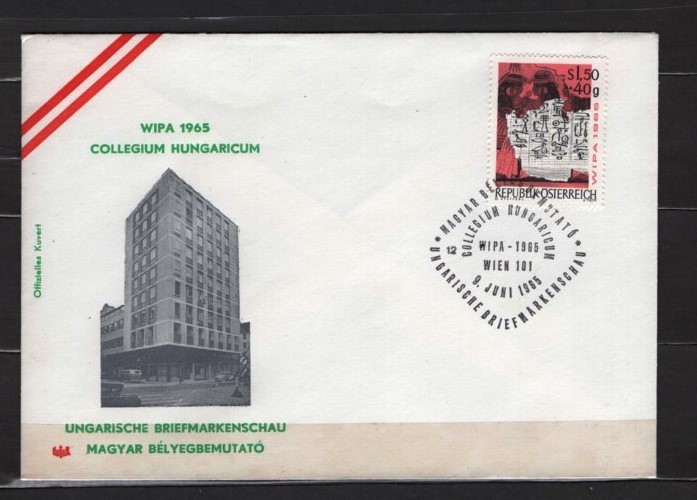 WIPA 1965
COLLEGIUM HUNGARICUM
Offizielles Kuvert
UNGARISCHE BRIEFMARKENSCHAU
MAGYAR BÉLYEGBEMUTATÓ
S1,50
+40g
WIPA 1965
REPUBLIK ÖSTERREICH
MAGYAR BÉLYEGBEMUTATÓ
COLLEGIUM HUNGARICUM
12 WIPA - 1965
WIEN 101
9. JUNI 1965
UNGARISCHE BRIEFMARKENSCHAU